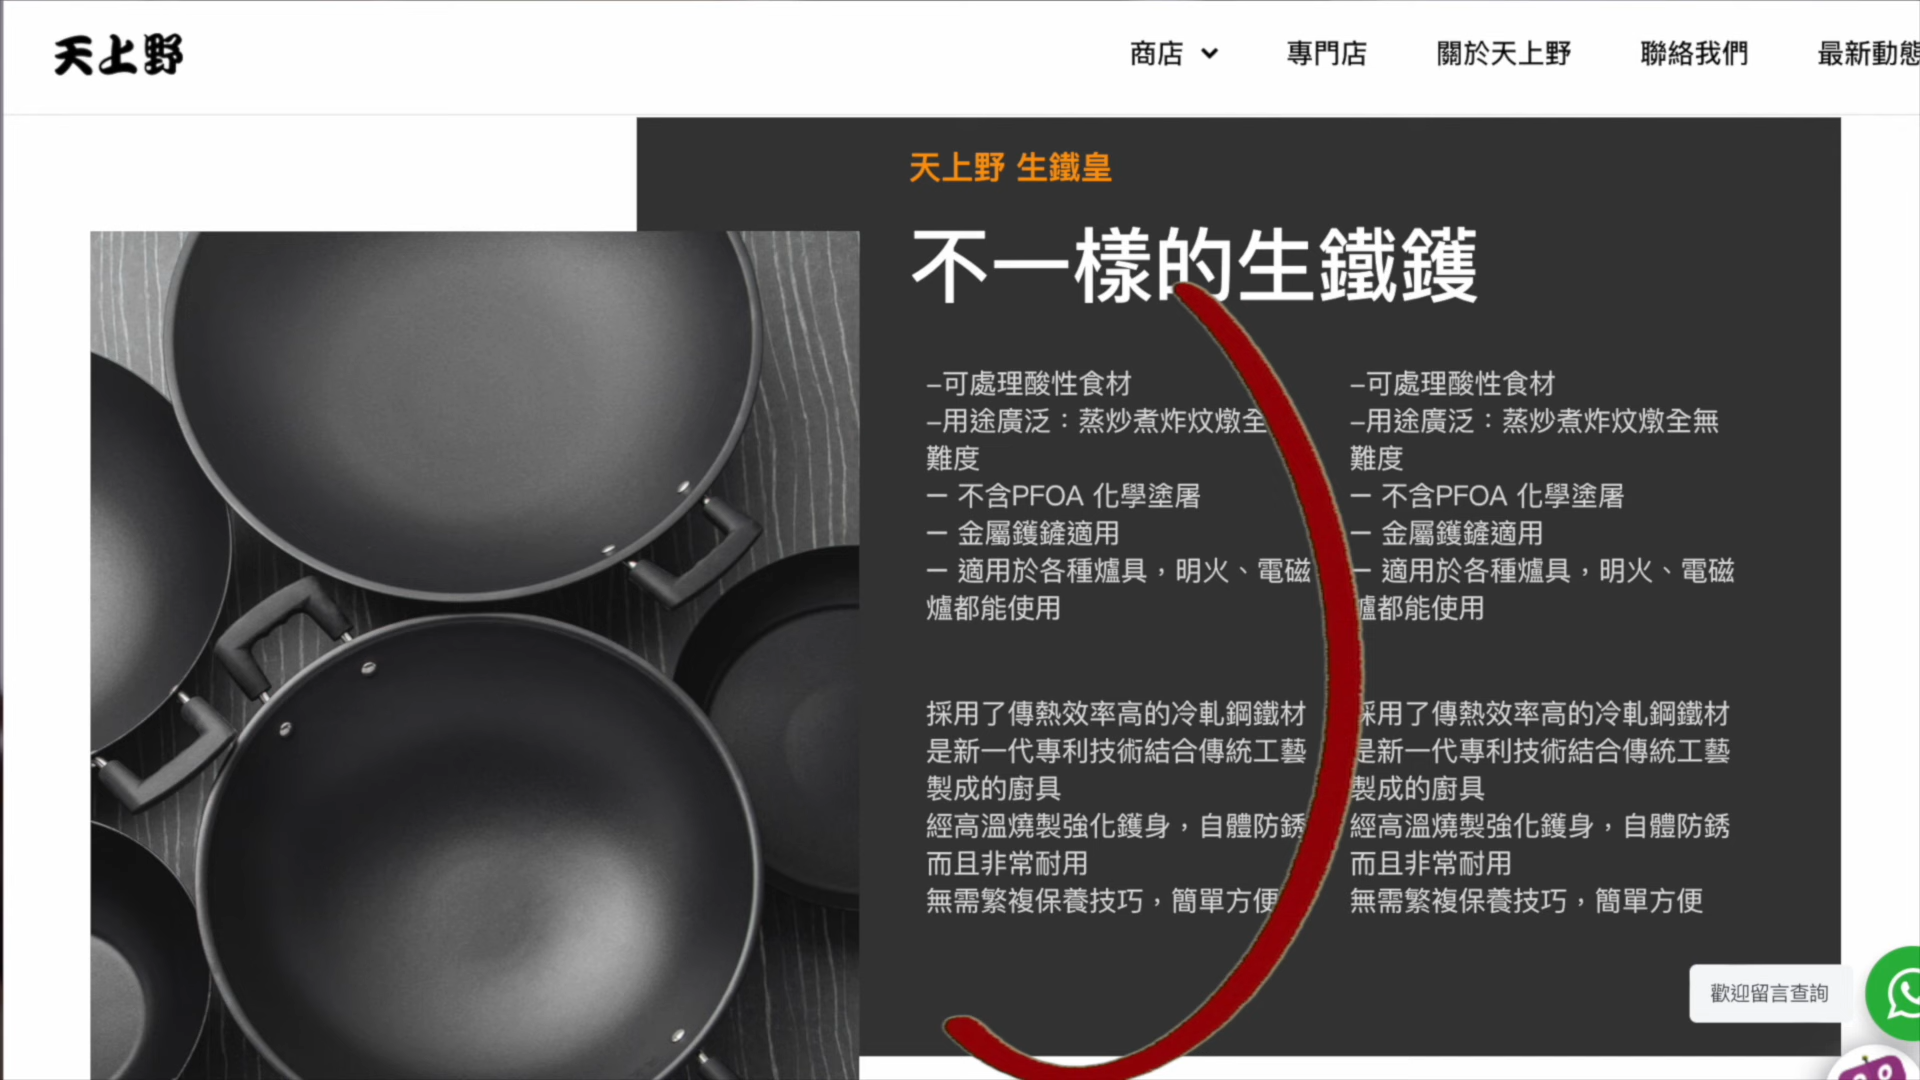 天上野
商店
專門店
關於天上野
聯絡我們
最新動態
天上野 生鐵皇
不一樣的生鐵鑊
–可處理酸性食材
–用途廣泛：蒸炒煮炸炆燉全
難度
– 不含PFOA 化學塗層
– 金屬鑊鏟適用
– 適用於各種爐具，明火、電磁
爐都能使用
採用了傳熱效率高的冷軋鋼鐵材
是新一代專利技術結合傳統工藝
製成的廚具
經高溫燒製強化鑊身，自體防銹
而且非常耐用
無需繁複保養技巧，簡單方便
–可處理酸性食材
–用途廣泛：蒸炒煮炸炆燉全無
難度
– 不含PFOA 化學塗層
– 金屬鑊鏟適用
– 適用於各種爐具，明火、電磁
爐都能使用
採用了傳熱效率高的冷軋鋼鐵材
是新一代專利技術結合傳統工藝
製成的廚具
經高溫燒製強化鑊身，自體防銹
而且非常耐用
無需繁複保養技巧，簡單方便
歡迎留言查詢